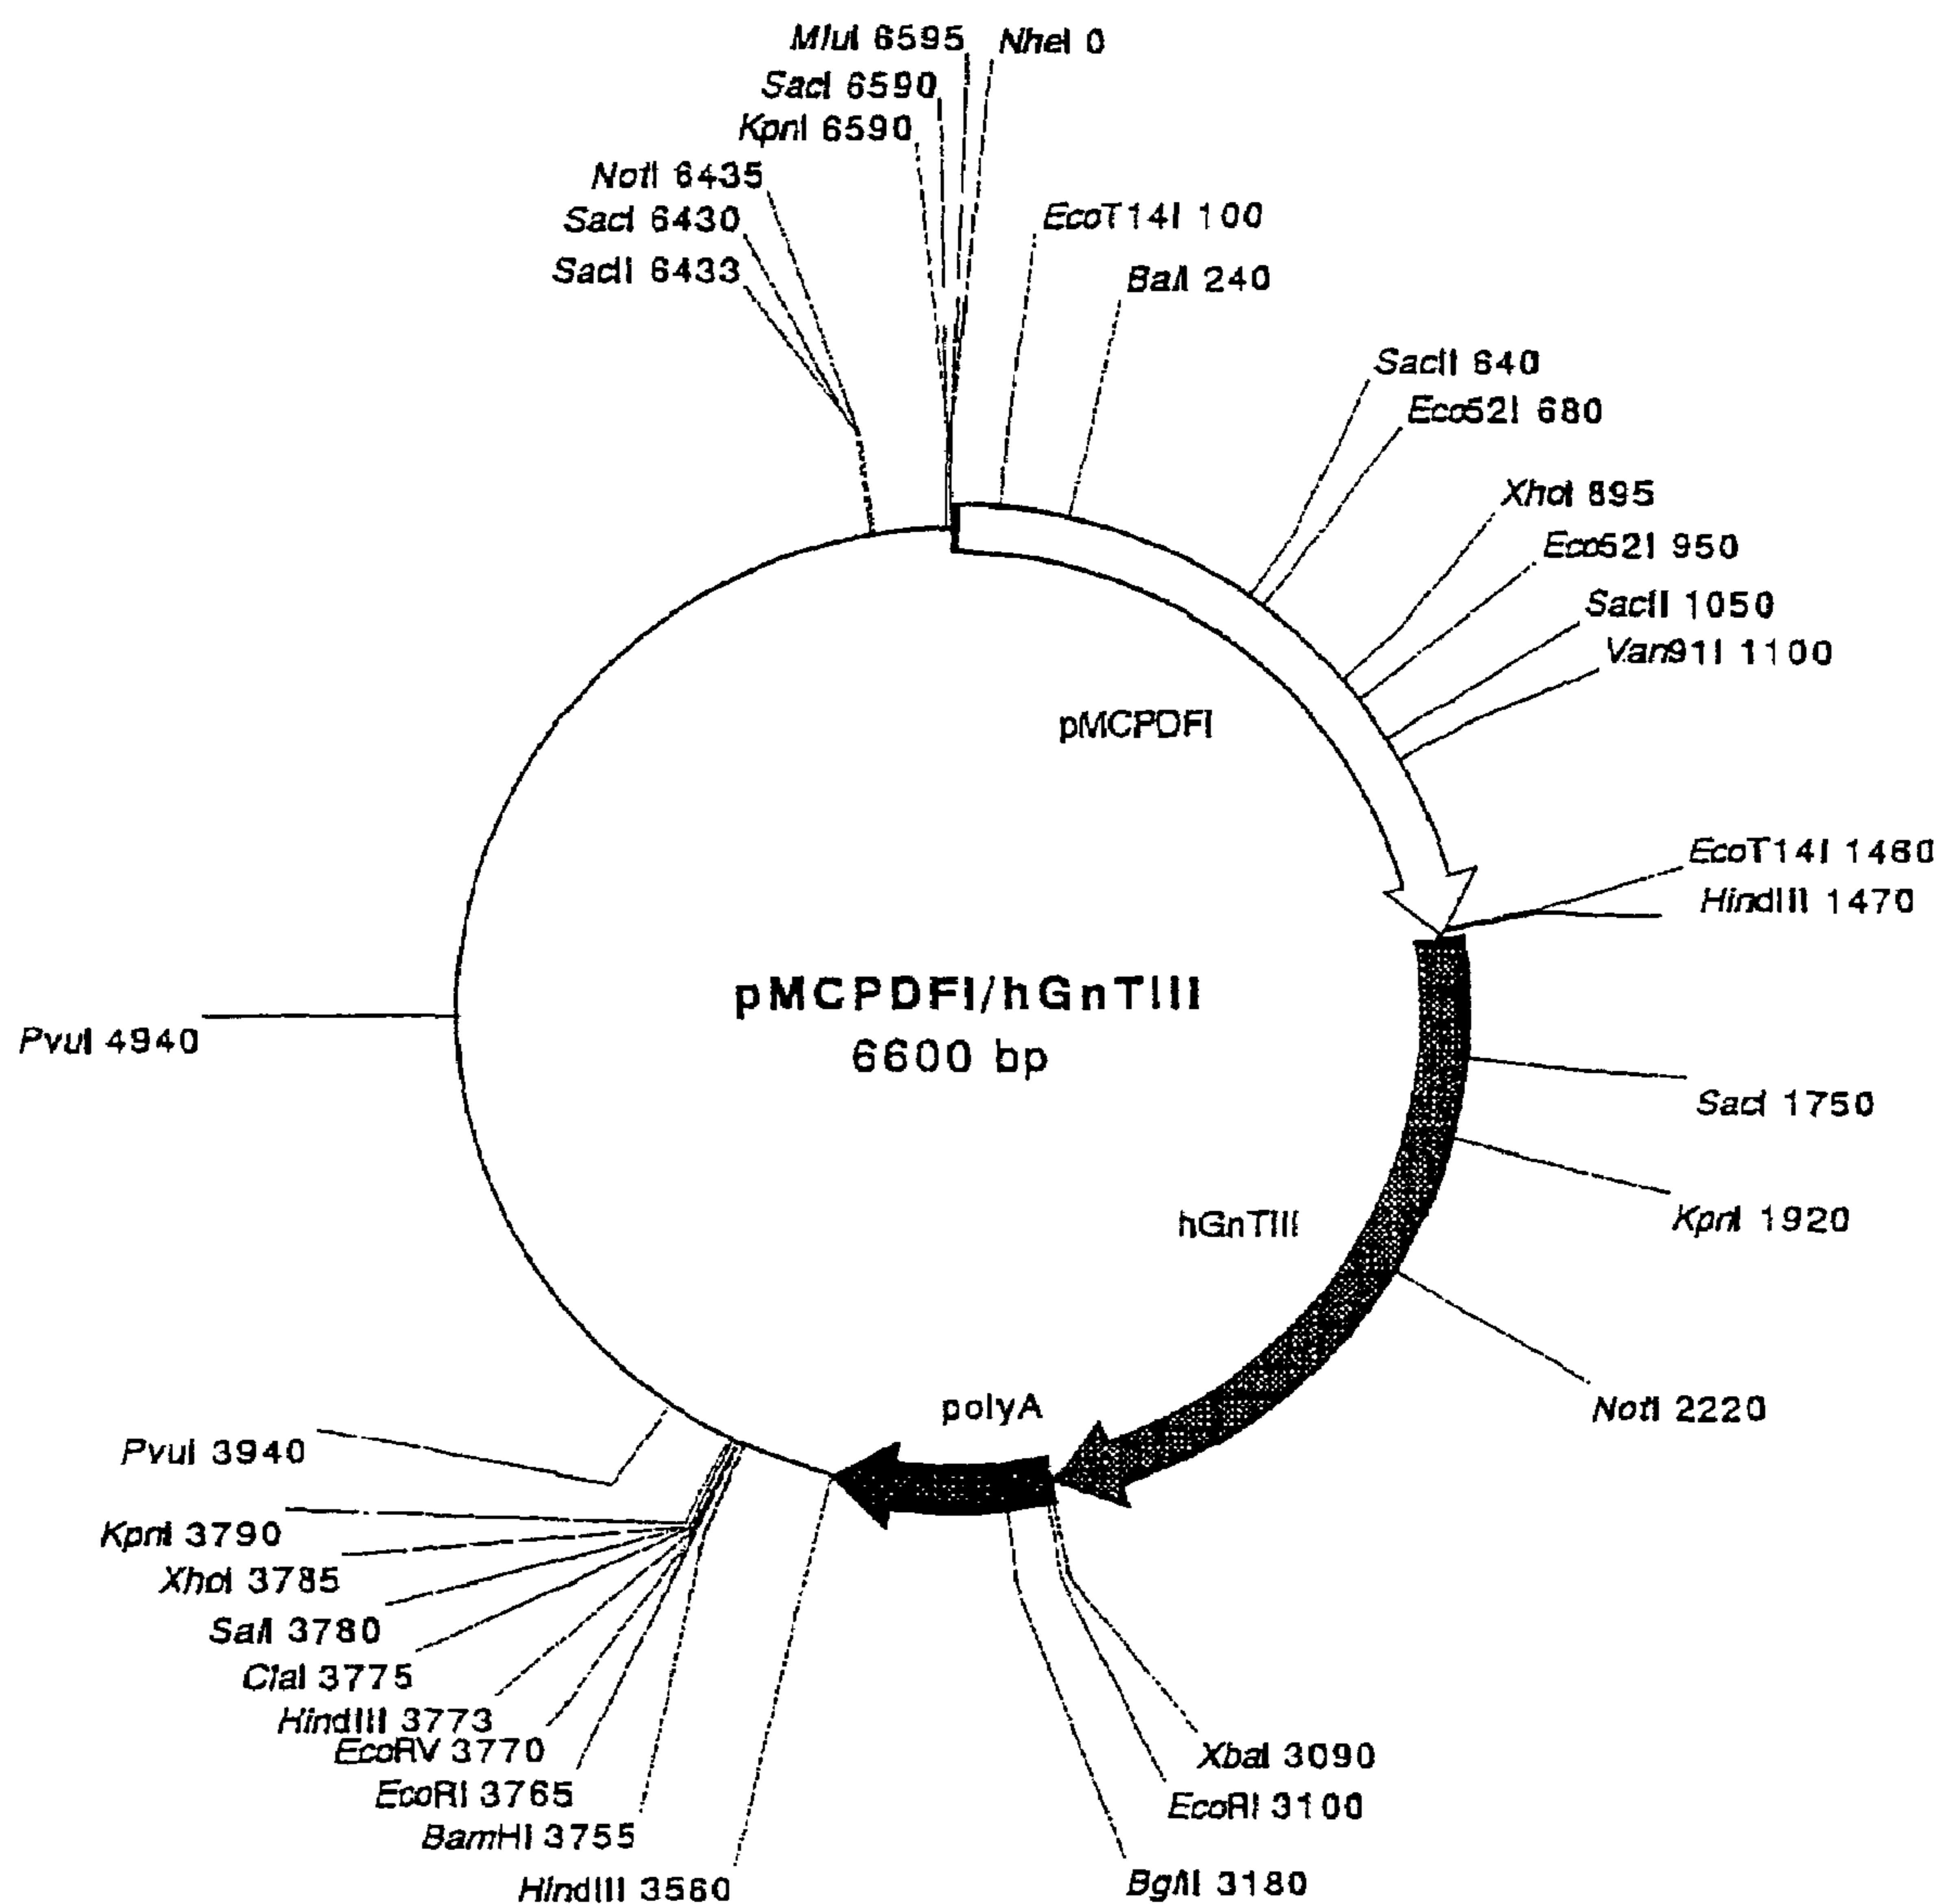 MluI 6595
NheI 0
SacI 6590
KpnI 6590
NotI 6435
SacI 6430
SacII 6433
EcoT14I 100
BalI 240
SacII 640
Eco52I 680
XhoI 895
Eco52I 950
SacII 1050
Van91I 1100
pMCPDFI
EcoT14I 1460
HindIII 1470
pMCPDFI/hGnTIII
6600 bp
PvuI 4940
SacI 1750
KpnI 1920
hGnTIII
NotI 2220
polyA
PvuI 3940
KpnI 3790
XhoI 3785
SalI 3780
ClaI 3775
HindIII 3773
EcoRV 3770
EcoRI 3765
BamHI 3755
HindIII 3560
XbaI 3090
EcoRI 3100
BglII 3180